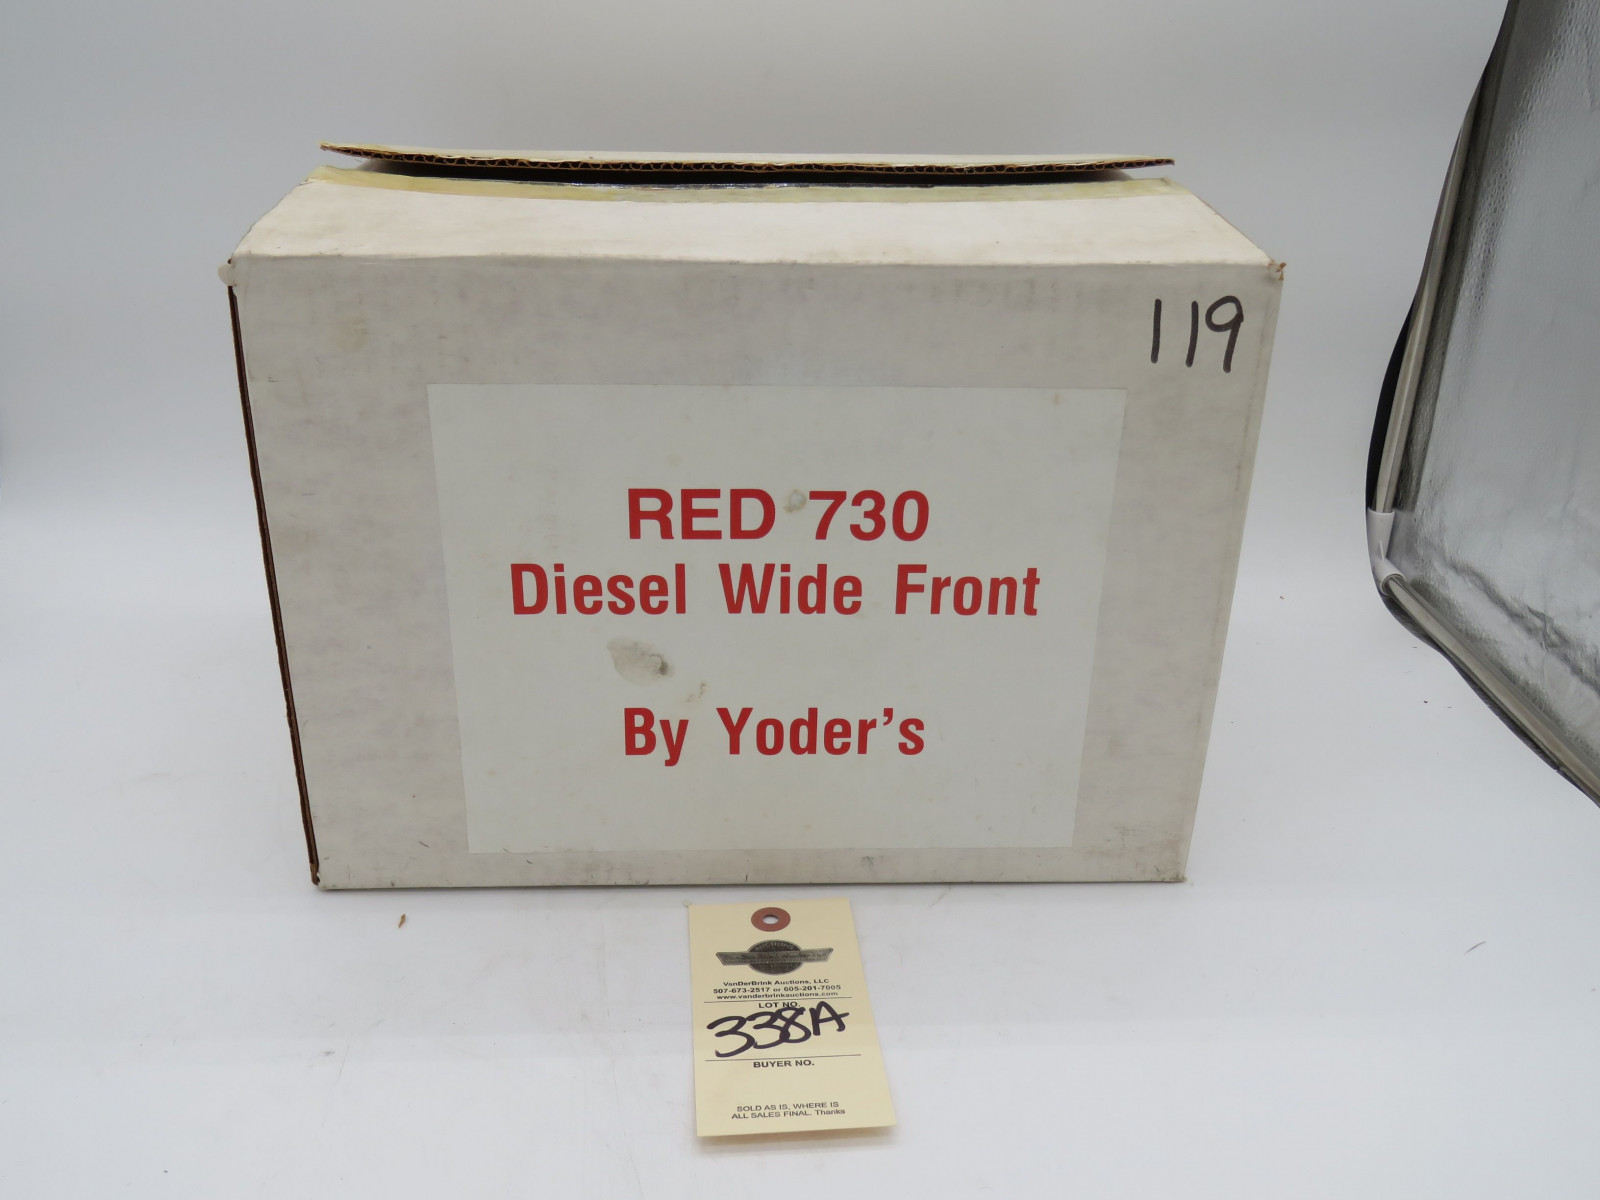 119
RED 730
Diesel Wide Front
By Yoder's
VanDerBrink Auctions, LLC
507-673-2517 or 605-201-7005
www.vanderbrinkauctions.com
LOT NO.
338A
BUYER NO.
SOLD AS IS, WHERE IS
ALL SALES FINAL. Thanks